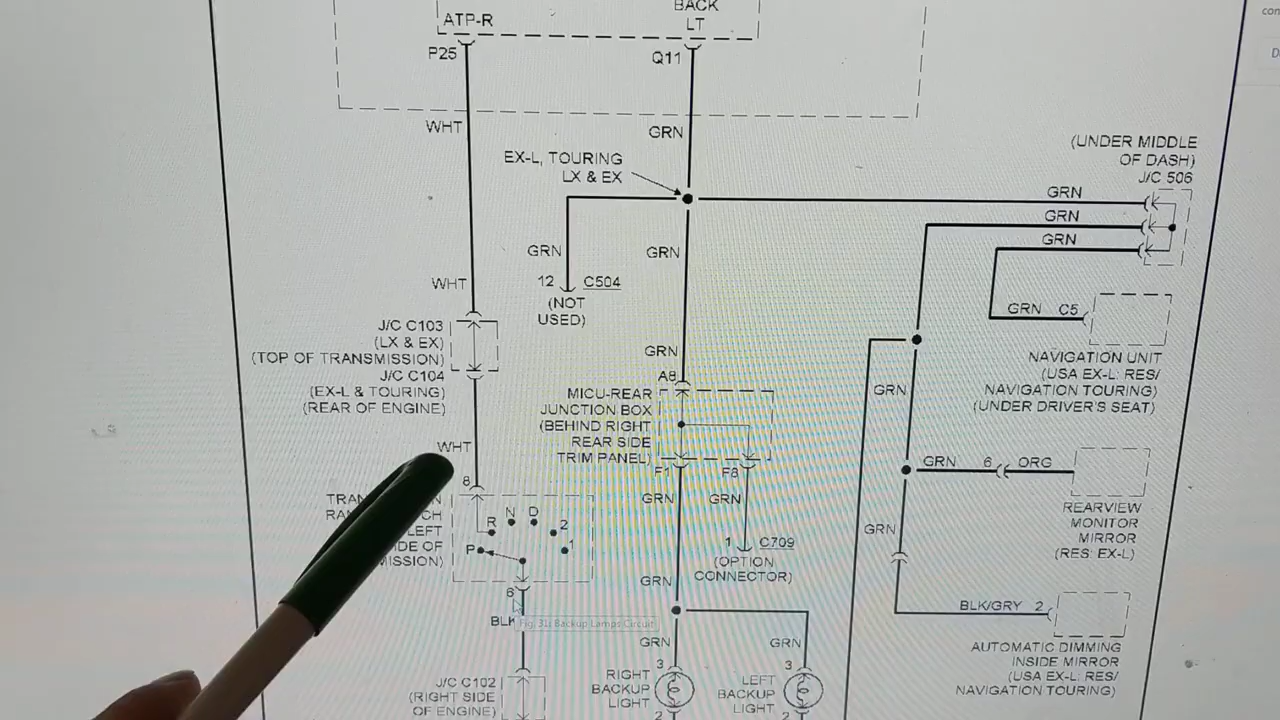 BACK
LT
ATP-R
P25
Q11
WHT
GRN
EX-L, TOURING
LX & EX
(UNDER MIDDLE
OF DASH)
J/C 506
GRN
GRN
GRN
GRN
GRN
12 C504
(NOT
USED)
WHT
GRN C5
NAVIGATION UNIT
(USA EX-L: RES/
NAVIGATION TOURING)
(UNDER DRIVER'S SEAT)
J/C C103
(LX & EX)
(TOP OF TRANSMISSION)
J/C C104
(EX-L & TOURING)
(REAR OF ENGINE)
GRN
A8
MICU-REAR
JUNCTION BOX
(BEHIND RIGHT
REAR SIDE
TRIM PANEL)
F1
F8
GRN
WHT
8
GRN 6 ORG
REARVIEW
MONITOR
MIRROR
(RES: EX-L)
GRN
GRN
R
N
D
2
1
P
6
BLK
1 C709
(OPTION
CONNECTOR)
GRN
GRN
BLK/GRY 2
AUTOMATIC DIMMING
INSIDE MIRROR
(USA EX-L: RES/
NAVIGATION TOURING)
Fig. 31: Backup Lamps Circuit
GRN
GRN
J/C C102
(RIGHT SIDE
OF ENGINE)
3
RIGHT
BACKUP
LIGHT
2
3
LEFT
BACKUP
LIGHT
2